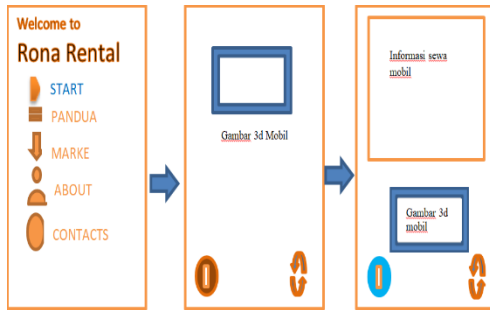 Welcome to
Rona Rental
START
PANDUA
MARKE
ABOUT
CONTACTS
Gambar 3d Mobil
Informasi sewa
mobil
Gambar 3d
mobil